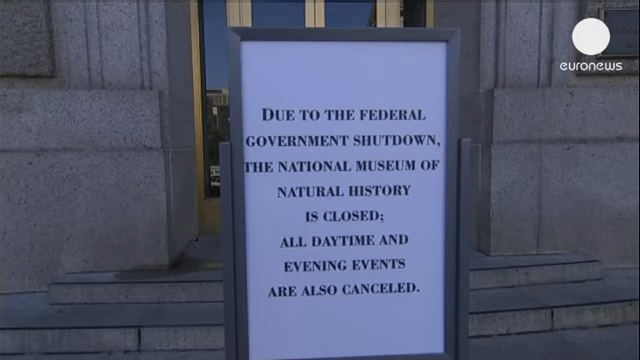 euronews
DUE TO THE FEDERAL
GOVERNMENT SHUTDOWN,
THE NATIONAL MUSEUM OF
NATURAL HISTORY
IS CLOSED;
ALL DAYTIME AND
EVENING EVENTS
ARE ALSO CANCELED.